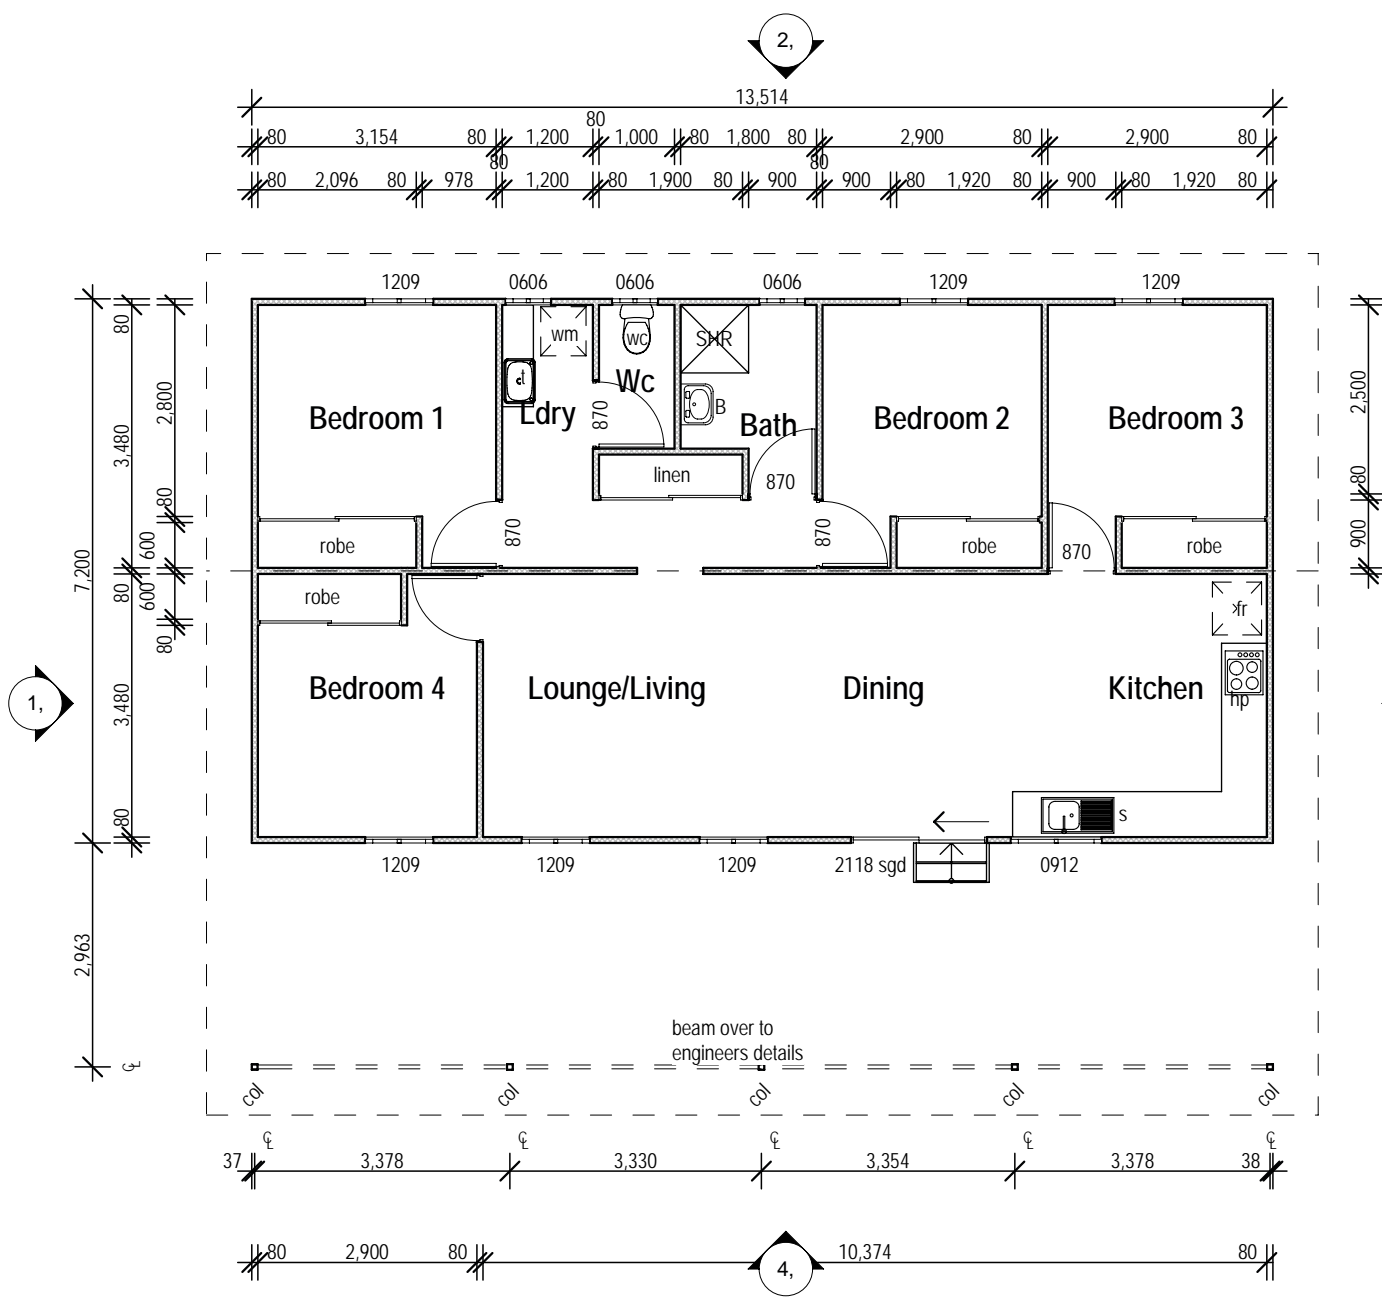 2,
13,514
80
80 3,154 80 1,200 1,000 80 1,800 80 2,900 80 2,900 80
80 80
80 2,096 80 978 1,200 80 1,900 80 900 900 80 1,920 80 900 80 1,920 80
1209 0606 0606 0606 1209 1209
80
wm wc SHR
2,800 2,500
Wc
ct B
Bedroom 1 Ldry 870 Bath Bedroom 2 Bedroom 3
3,480
linen 870
80 80
870 870 870
600 robe robe robe 900
7,200
80 600 robe fr
80
1, Bedroom 4 Lounge/Living Dining Kitchen
hp
3,480
80 s
1209 1209 1209 2118 sgd 0912
2,963
beam over to
engineers details
℄
col col col col col
℄ ℄ ℄ ℄ ℄
37 3,378 3,330 3,354 3,378 38
80 2,900 80 10,374 80
4,